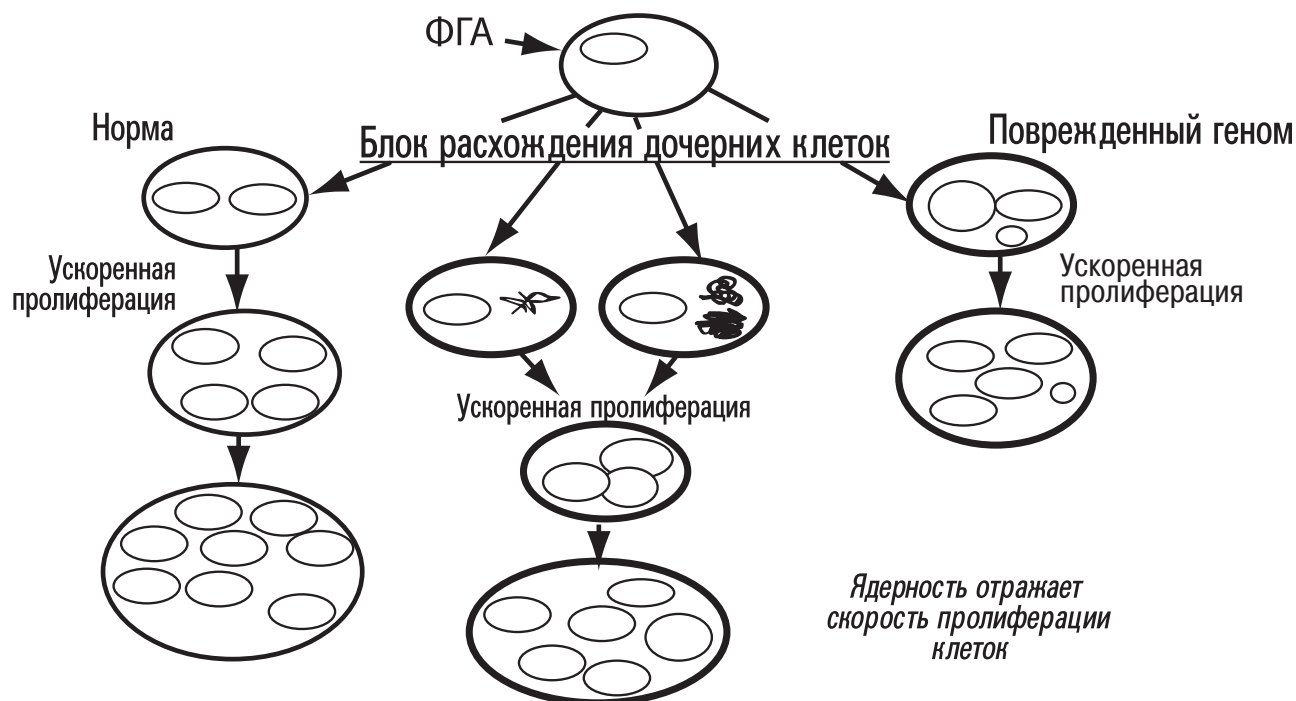 ФГА
Норма
Блок расхождения дочерних клеток
Поврежденный геном
Ускоренная
пролиферация
Ускоренная
пролиферация
Ускоренная пролиферация
Ядерность отражает
скорость пролиферации
клеток